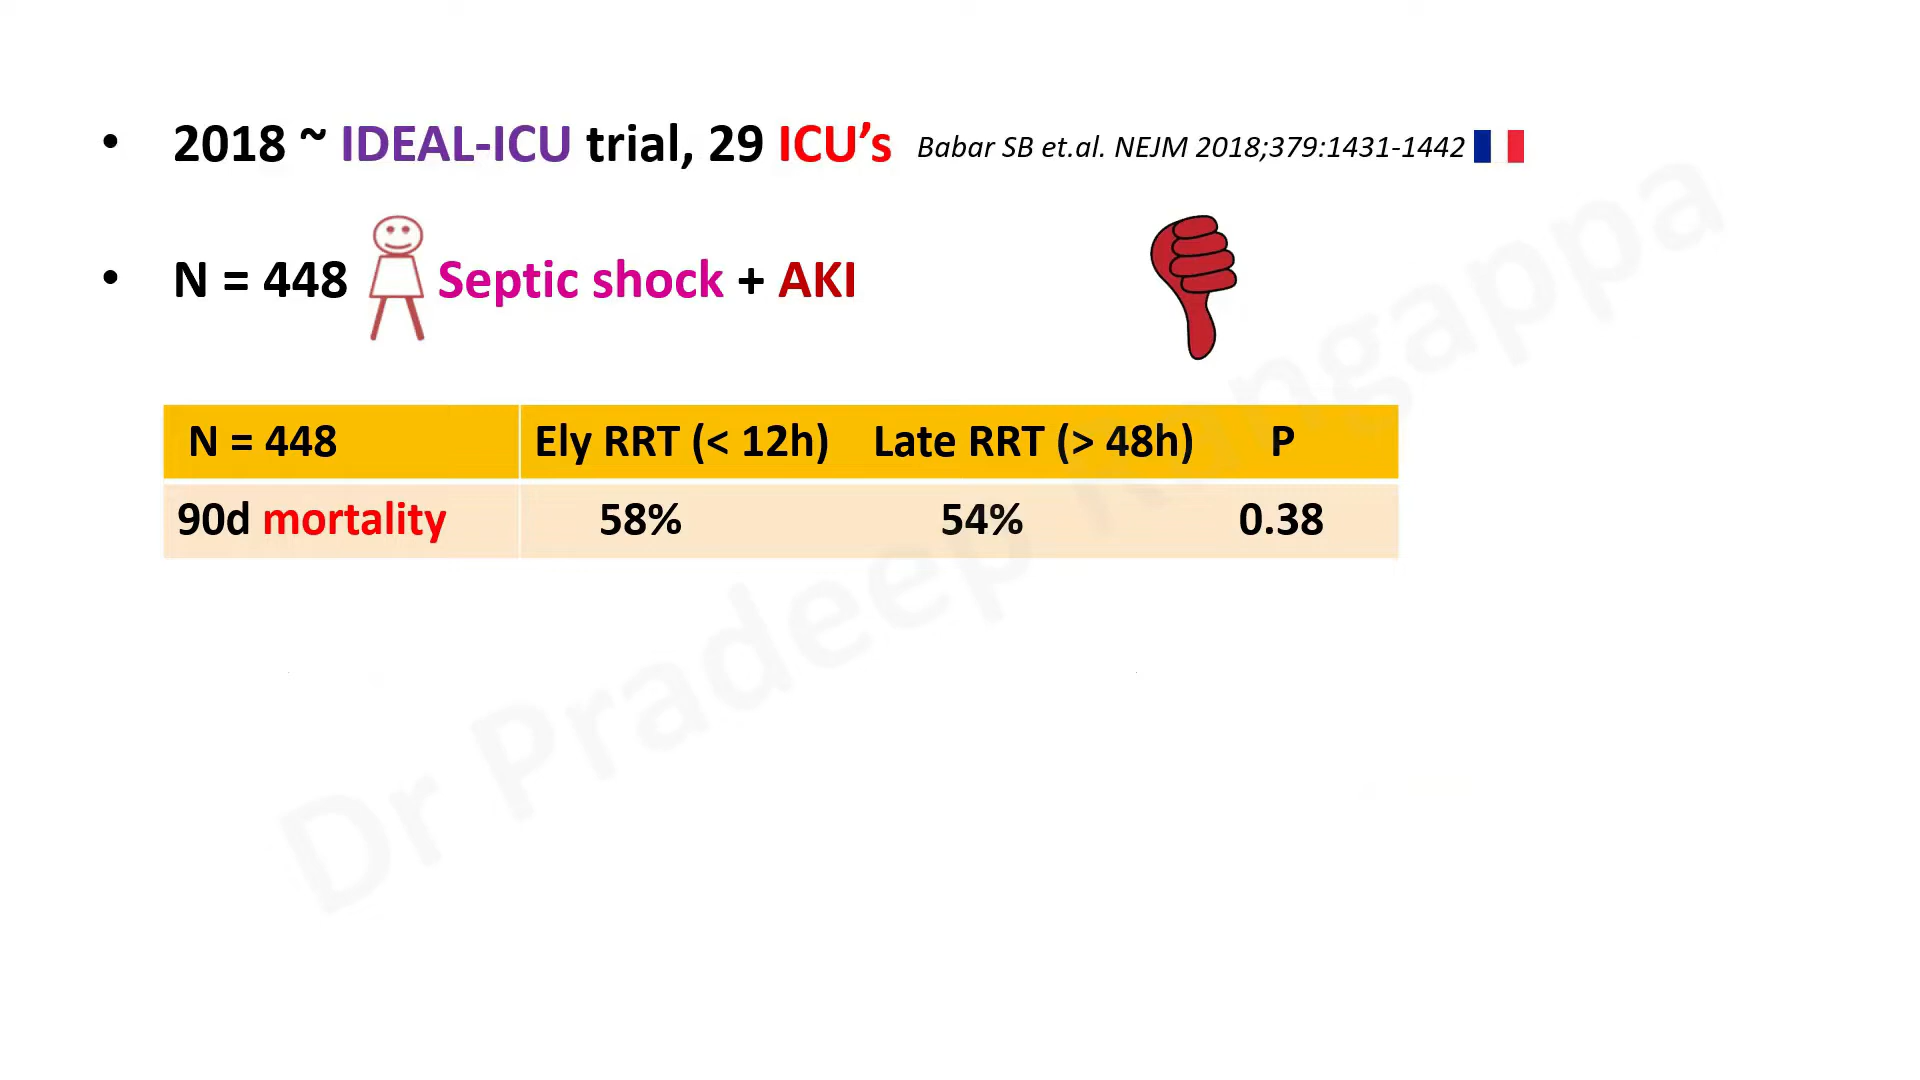 • 2018 ~ IDEAL-ICU trial, 29 ICU’s Babar SB et.al. NEJM 2018;379:1431-1442
• N = 448 Septic shock + AKI
N = 448 Ely RRT (< 12h) Late RRT (> 48h) P
90d mortality 58% 54% 0.38
Dr Pradeep Rangappa